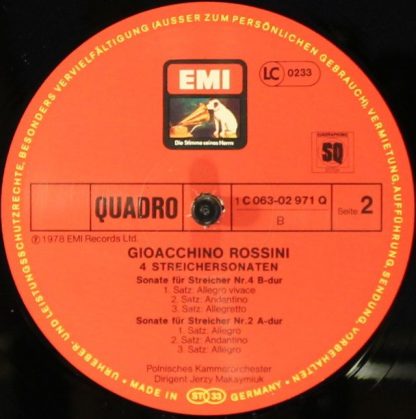 EMI
LC 0233
Die Stimme seines Herrn
QUADRAPHONIC
SQ
QUADRO
1 C 063-02 971 Q
B
Seite 2
℗ 1978 EMI Records Ltd.
GIOACCHINO ROSSINI
4 STREICHERSONATEN
Sonate für Streicher Nr.4 B-dur
1. Satz: Allegro vivace
2. Satz: Andantino
3. Satz: Allegretto
Sonate für Streicher Nr.2 A-dur
1. Satz: Allegro
2. Satz: Andantino
3. Satz: Allegro
Polnisches Kammerorchester
Dirigent Jerzy Maksymiuk
URHEBER- UND LEISTUNGSSCHUTZRECHTE, BESONDERS VERVIELFÄLTIGUNG (AUSSER ZUM PERSÖNLICHEN GEBRAUCH), VERMIETUNG, AUFFÜHRUNG, SENDUNG, VORBEHALTEN
• MADE IN ST 33 GERMANY •